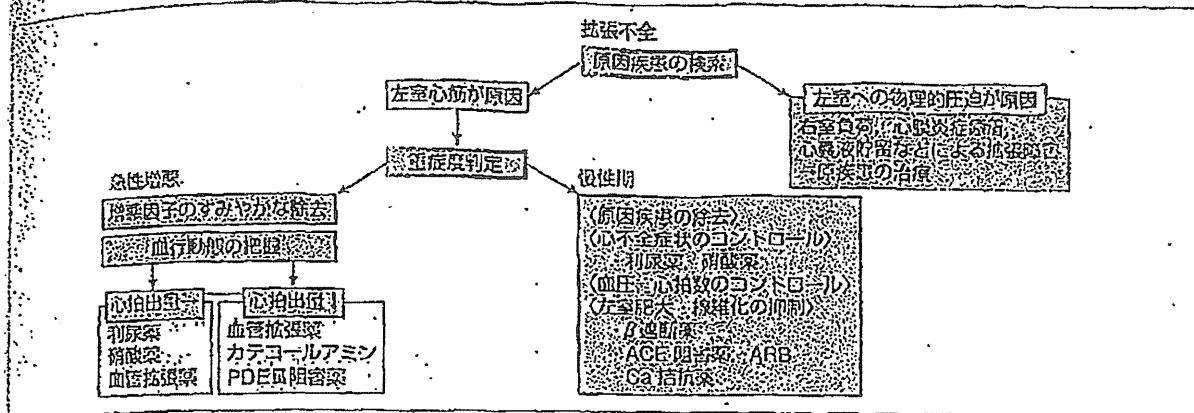 拡張不全
原因疾患の検索
左室心筋が原因
左室への物理的圧迫が原因
右室負荷,心膜炎症癒着,
心嚢液貯留などによる拡張障害
→原疾患の治療
重症度判定
急性増悪
慢性期
増悪因子のすみやかな除去
血行動態の把握
心拍出量→
利尿薬
硝酸薬
血管拡張薬
心拍出量↓
血管拡張薬
カテコールアミン
PDEⅢ阻害薬
〈原因疾患の除去〉
〈心不全症状のコントロール〉
利尿薬 硝酸薬
〈血圧・心拍数のコントロール〉
〈左室肥大・線維化の抑制〉
β遮断薬
ACE阻害薬 ARB
Ca拮抗薬